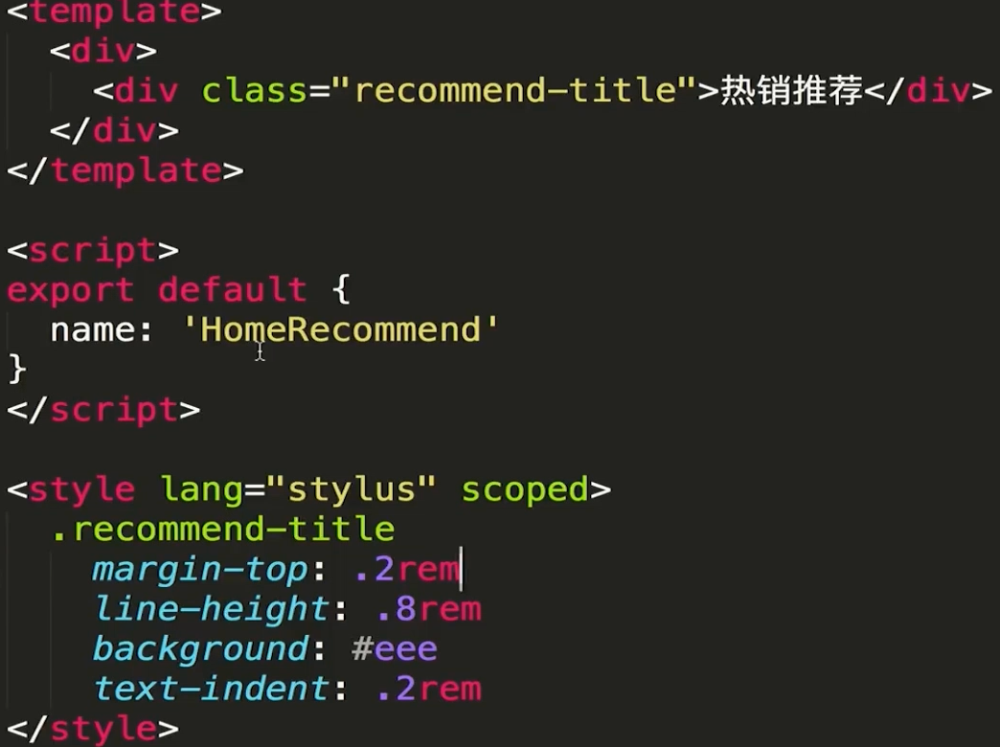 <template>
  <div>
    <div class="recommend-title">热销推荐</div>
  </div>
</template>

<script>
export default {
  name: 'HomeRecommend'
}
</script>

<style lang="stylus" scoped>
  .recommend-title
    margin-top: .2rem
    line-height: .8rem
    background: #eee
    text-indent: .2rem
</style>